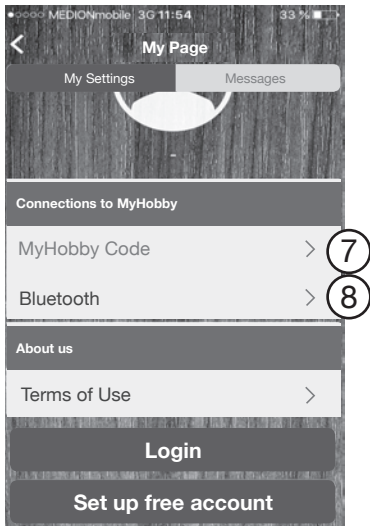 MEDIONmobile 3G 11:54 33 %
My Page
My Settings Messages
Connections to MyHobby
MyHobby Code 7
Bluetooth 8
About us
Terms of Use
Login
Set up free account